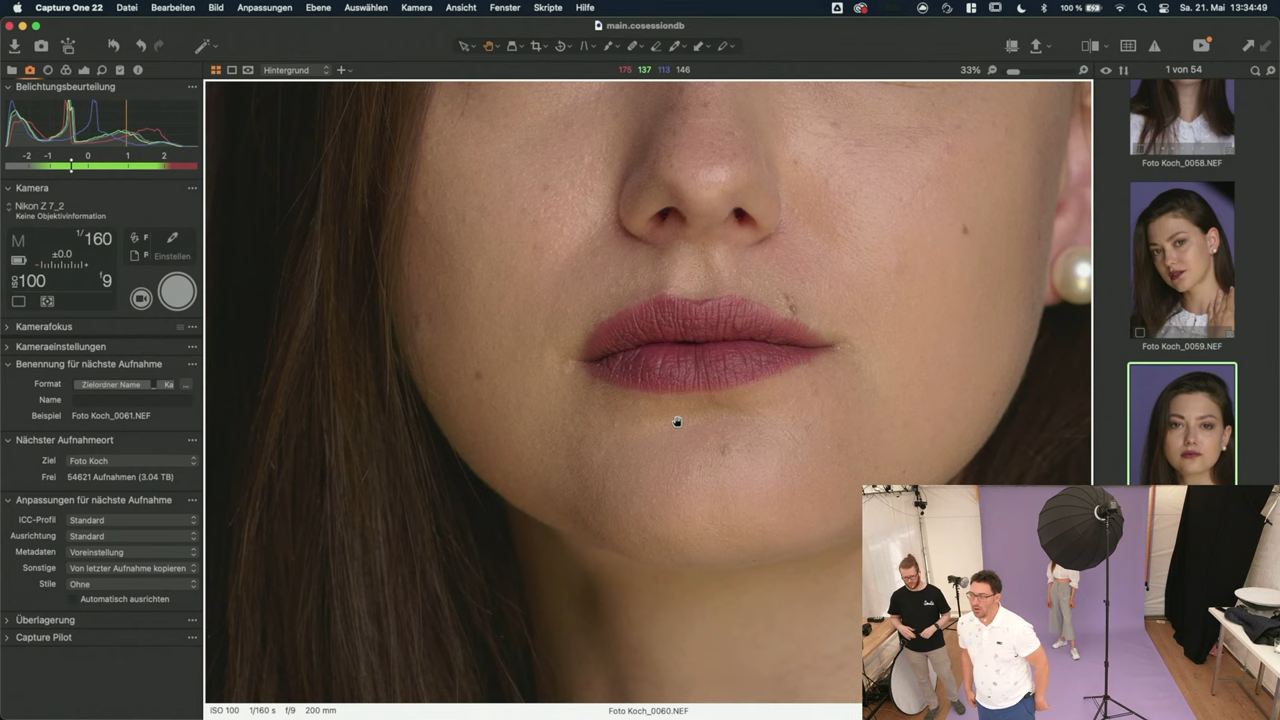 Capture One 22 Datei Bearbeiten Bilder Anpassungen Ebene Auswählen Kamera Ansicht Fenster Skripte Hilfe 100 % Sa. 21. Mai 13:34:49
main.cosessiondb
Hintergrund 175 137 113 146 33% 1 von 54
Belichtungsbeurteilung
-2 -1 0 1 2
Kamera
Nikon Z 7_2
Keine Objektivinformation
M 1/160 F
±0.0 F Einstellen
ISO 100 f9
Kamerafokus
Kameraeinstellungen
Benennung für nächste Aufnahme
Format Zielordner Name _ Ka ...
Name
Beispiel Foto Koch_0061.NEF
Nächster Aufnahmeort
Ziel Foto Koch
Frei 54621 Aufnahmen (3.04 TB)
Anpassungen für nächste Aufnahme
ICC-Profil Standard
Ausrichtung Standard
Metadaten Voreinstellung
Sonstige Von letzter Aufnahme kopieren
Stile Ohne
Automatisch ausrichten
Überlagerung
Capture Pilot
Foto Koch_0058.NEF
Foto Koch_0059.NEF
ISO 100 1/160 s f/9 200 mm Foto Koch_0060.NEF